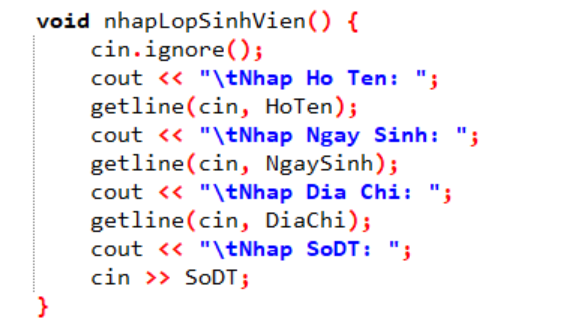 void nhapLopSinhVien() {
    cin.ignore();
    cout << "\tNhap Ho Ten: ";
    getline(cin, HoTen);
    cout << "\tNhap Ngay Sinh: ";
    getline(cin, NgaySinh);
    cout << "\tNhap Dia Chi: ";
    getline(cin, DiaChi);
    cout << "\tNhap SoDT: ";
    cin >> SoDT;
}